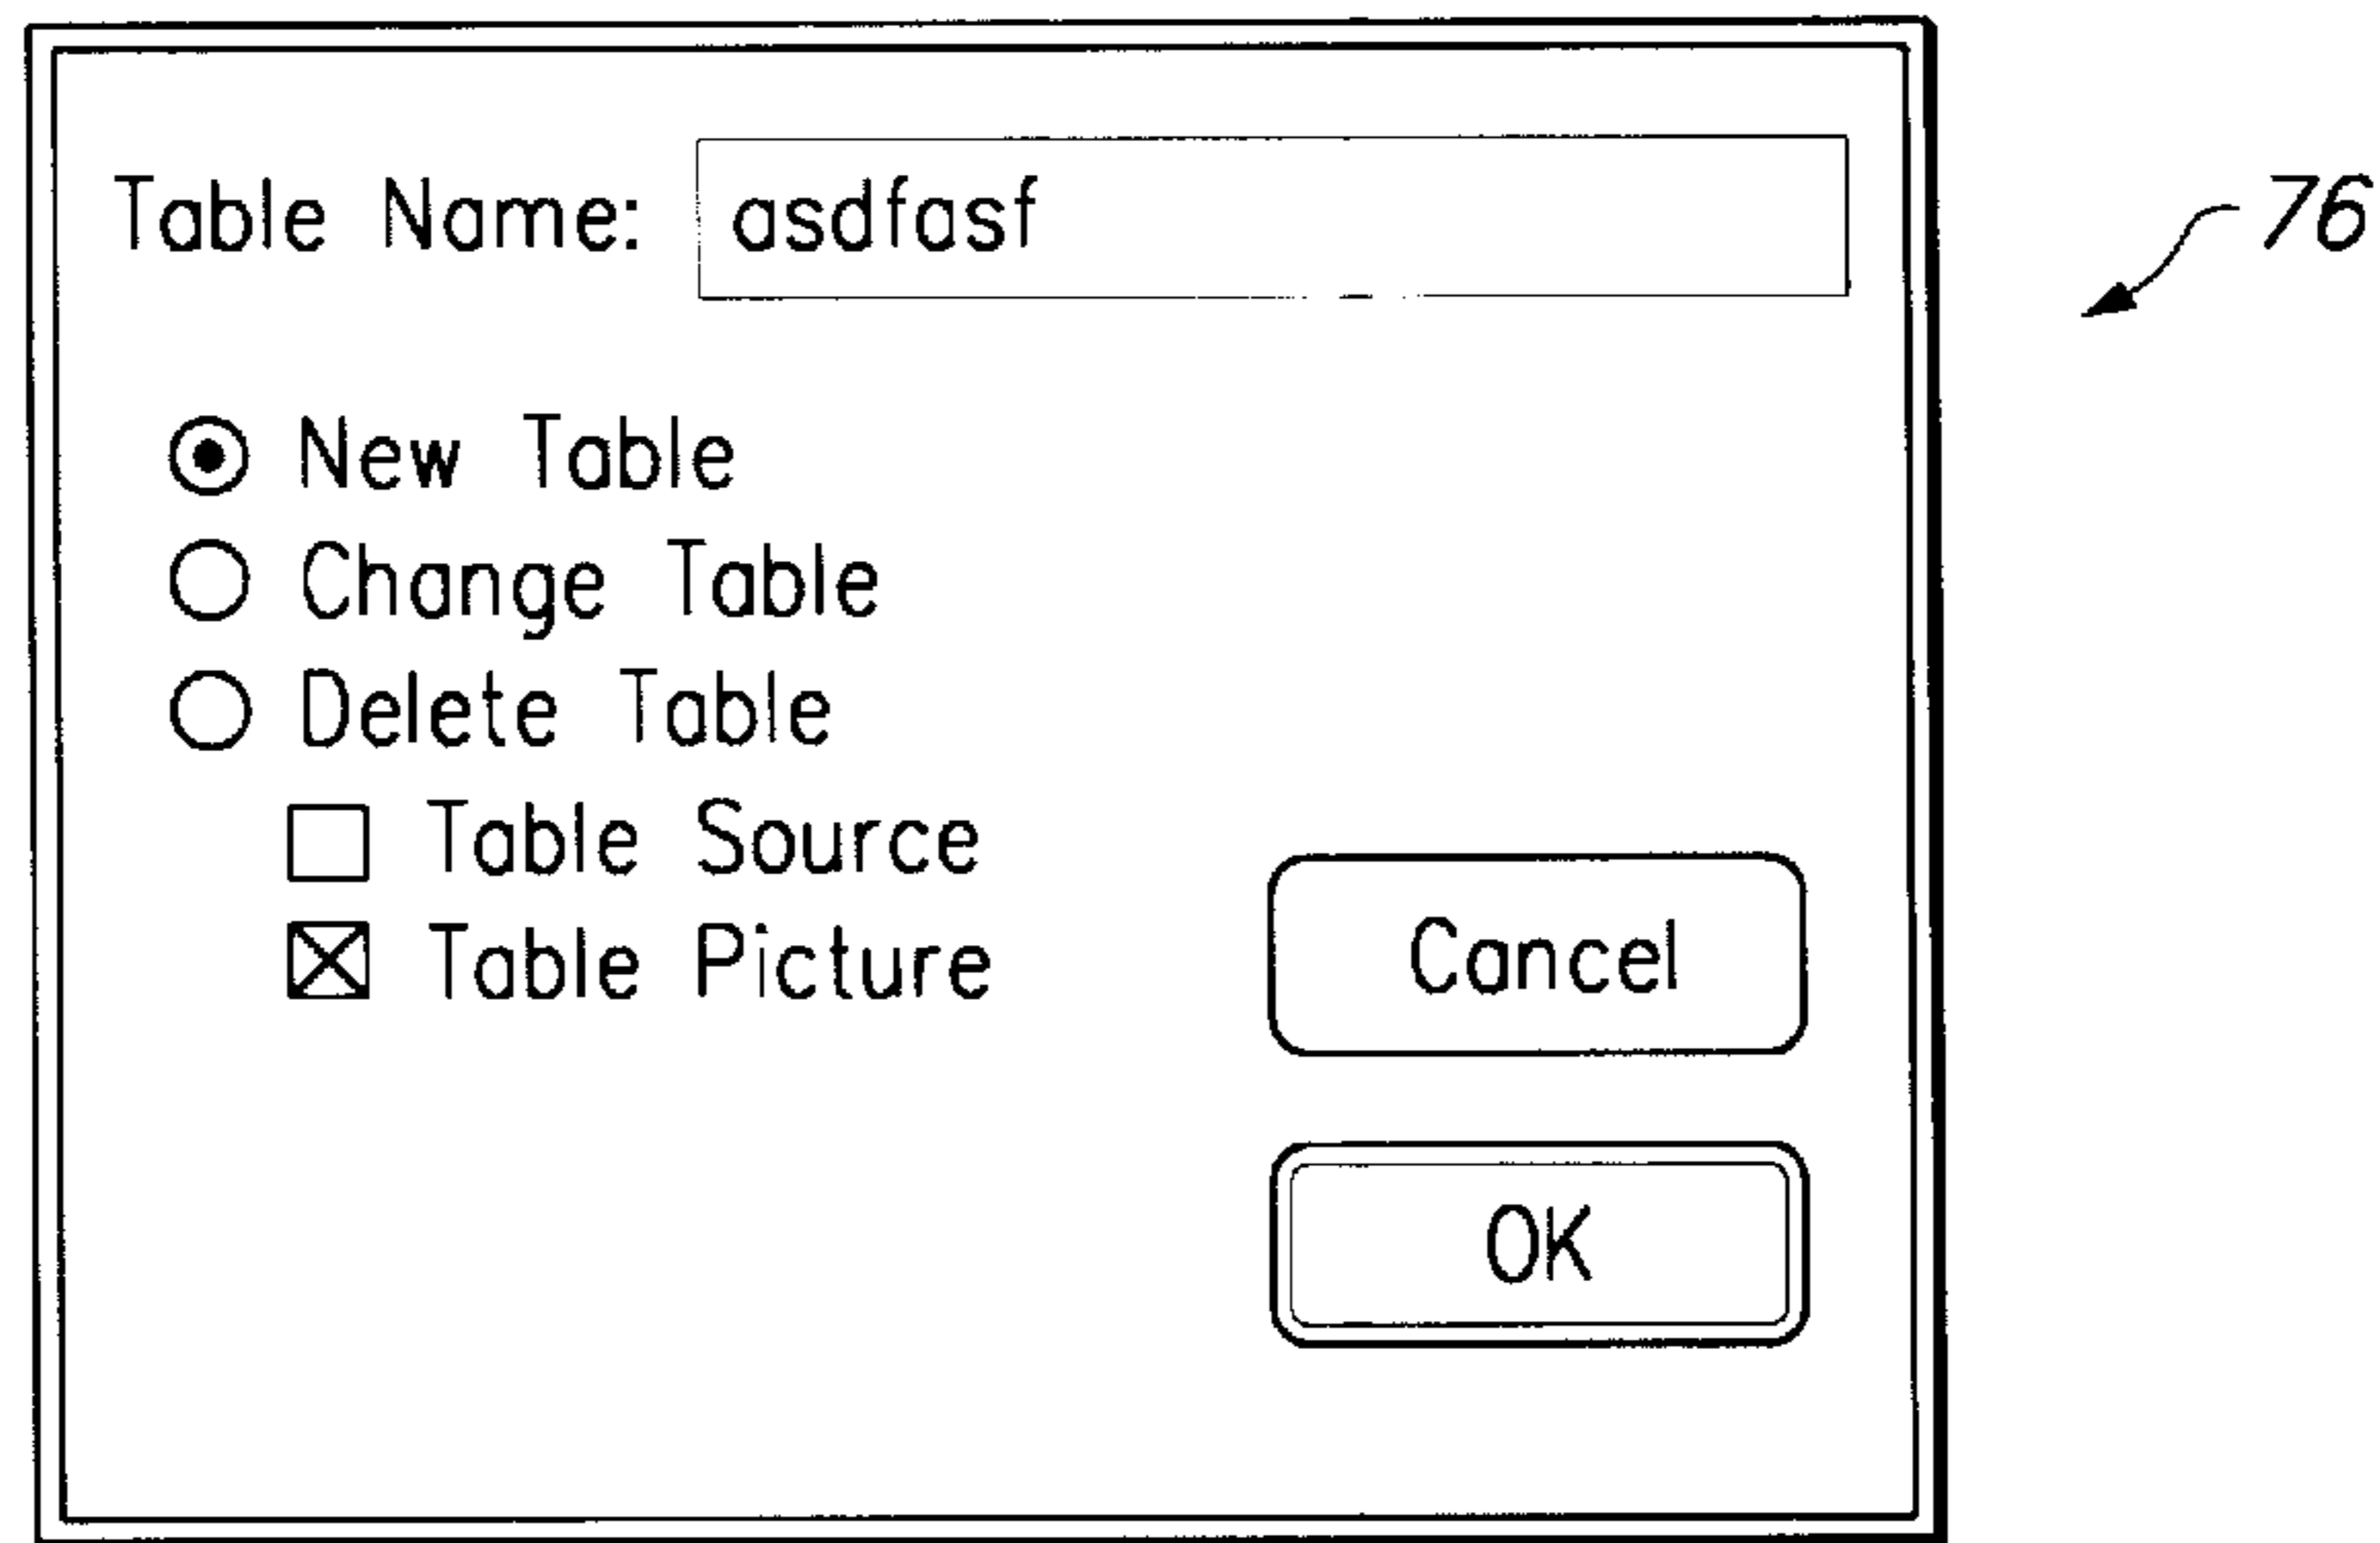 Table Name: asdfasf
76
New Table
Change Table
Delete Table
Table Source
Table Picture
Cancel
OK